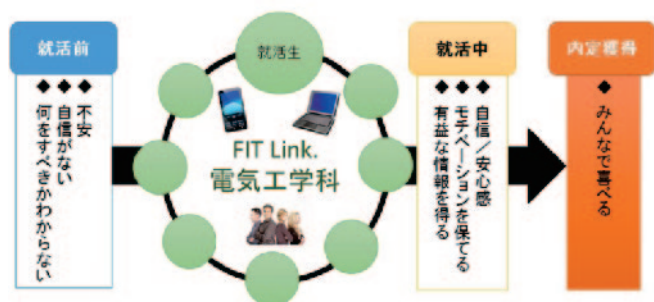 就活前
◆ 不安
◆ 自信がない
◆ 何をすべきかわからない
就活生
FIT Link.
電気工学科
就活中
◆ 自信／安心感
◆ モチベーションを保てる
◆ 有益な情報を得る
内定獲得
◆ みんなで喜べる